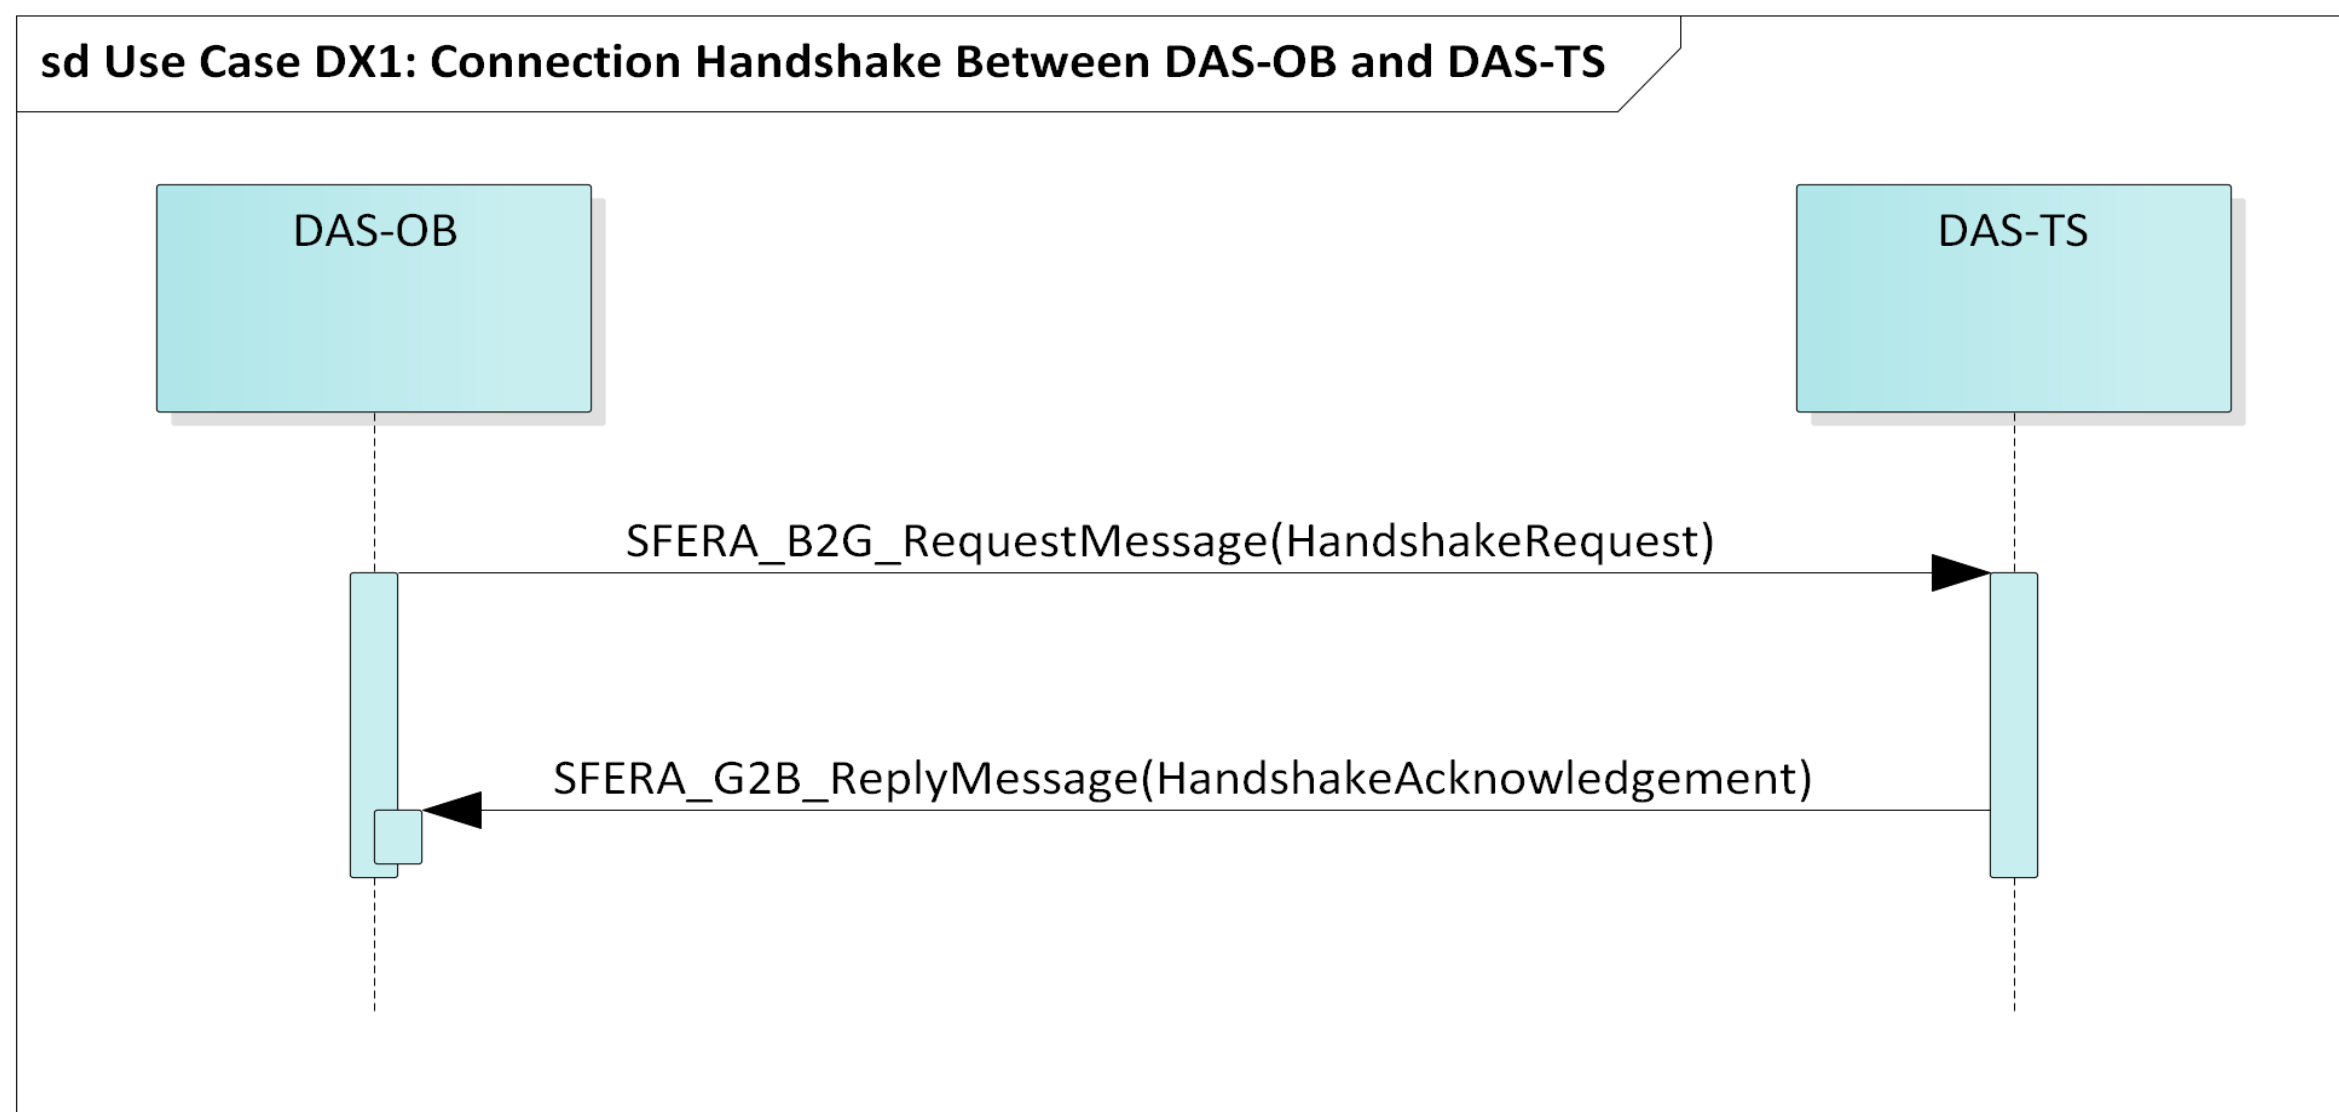 sd Use Case DX1: Connection Handshake Between DAS-OB and DAS-TS
DAS-OB
DAS-TS
SFERA_B2G_RequestMessage(HandshakeRequest)
SFERA_G2B_ReplyMessage(HandshakeAcknowledgement)